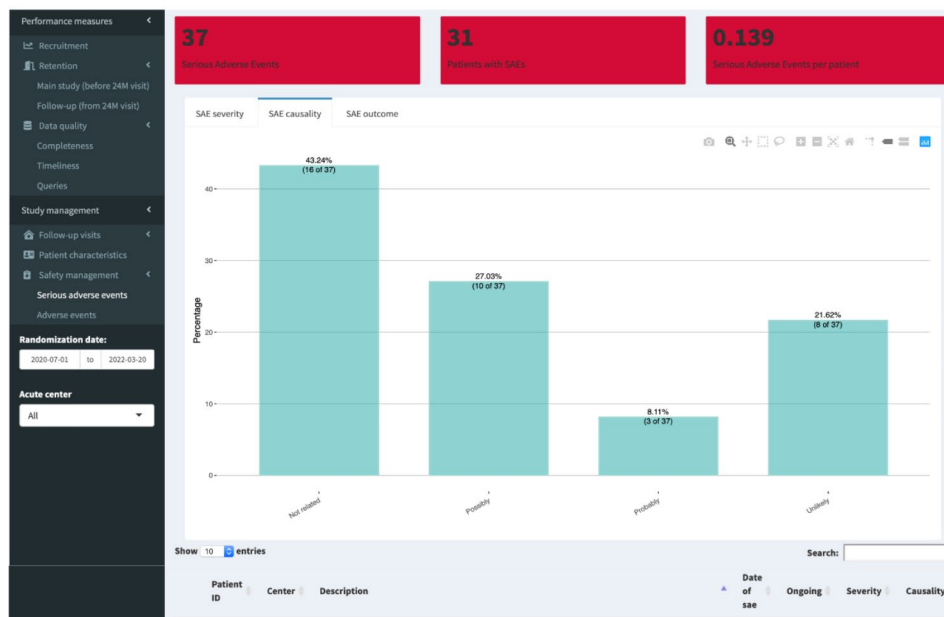 Performance measures
Recruitment
Retention
Main study (before 24M visit)
Follow-up (from 24M visit)
Data quality
Completeness
Timeliness
Queries
Study management
Follow-up visits
Patient characteristics
Safety management
Serious adverse events
Adverse events
Randomization date:
2020-07-01 to 2022-03-20
Acute center
All
37
Serious Adverse Events
31
Patients with SAEs
0.139
Serious Adverse Events per patient
SAE severity SAE causality SAE outcome
Percentage
40
30
20
10
0
43.24%
(16 of 37)
27.03%
(10 of 37)
8.11%
(3 of 37)
21.62%
(8 of 37)
Not related
Possibly
Probably
Unlikely
Show 10 entries
Search:
Patient ID
Center
Description
Date of sae
Ongoing
Severity
Causality